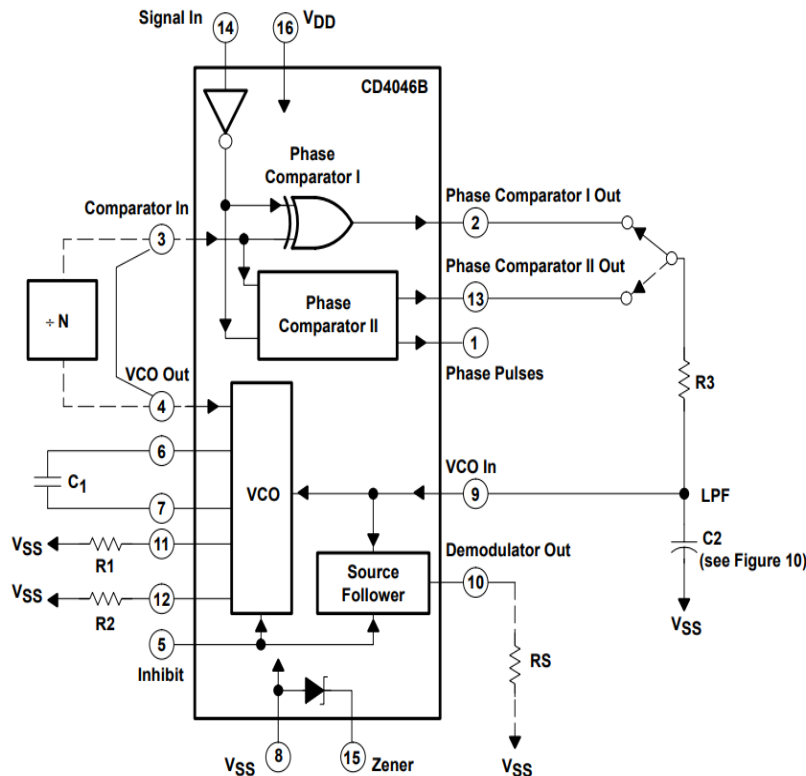 Signal In
14
16
VDD
CD4046B
Phase
Comparator I
Comparator In
3
Phase Comparator I Out
2
Phase Comparator II Out
13
÷ N
Phase
Comparator II
1
Phase Pulses
VCO Out
4
R3
6
VCO
VCO In
9
LPF
C1
7
C2
(see Figure 10)
VSS
R1
11
Demodulator Out
Source
Follower
10
VSS
R2
12
VSS
5
Inhibit
RS
VSS
8
15
Zener
VSS